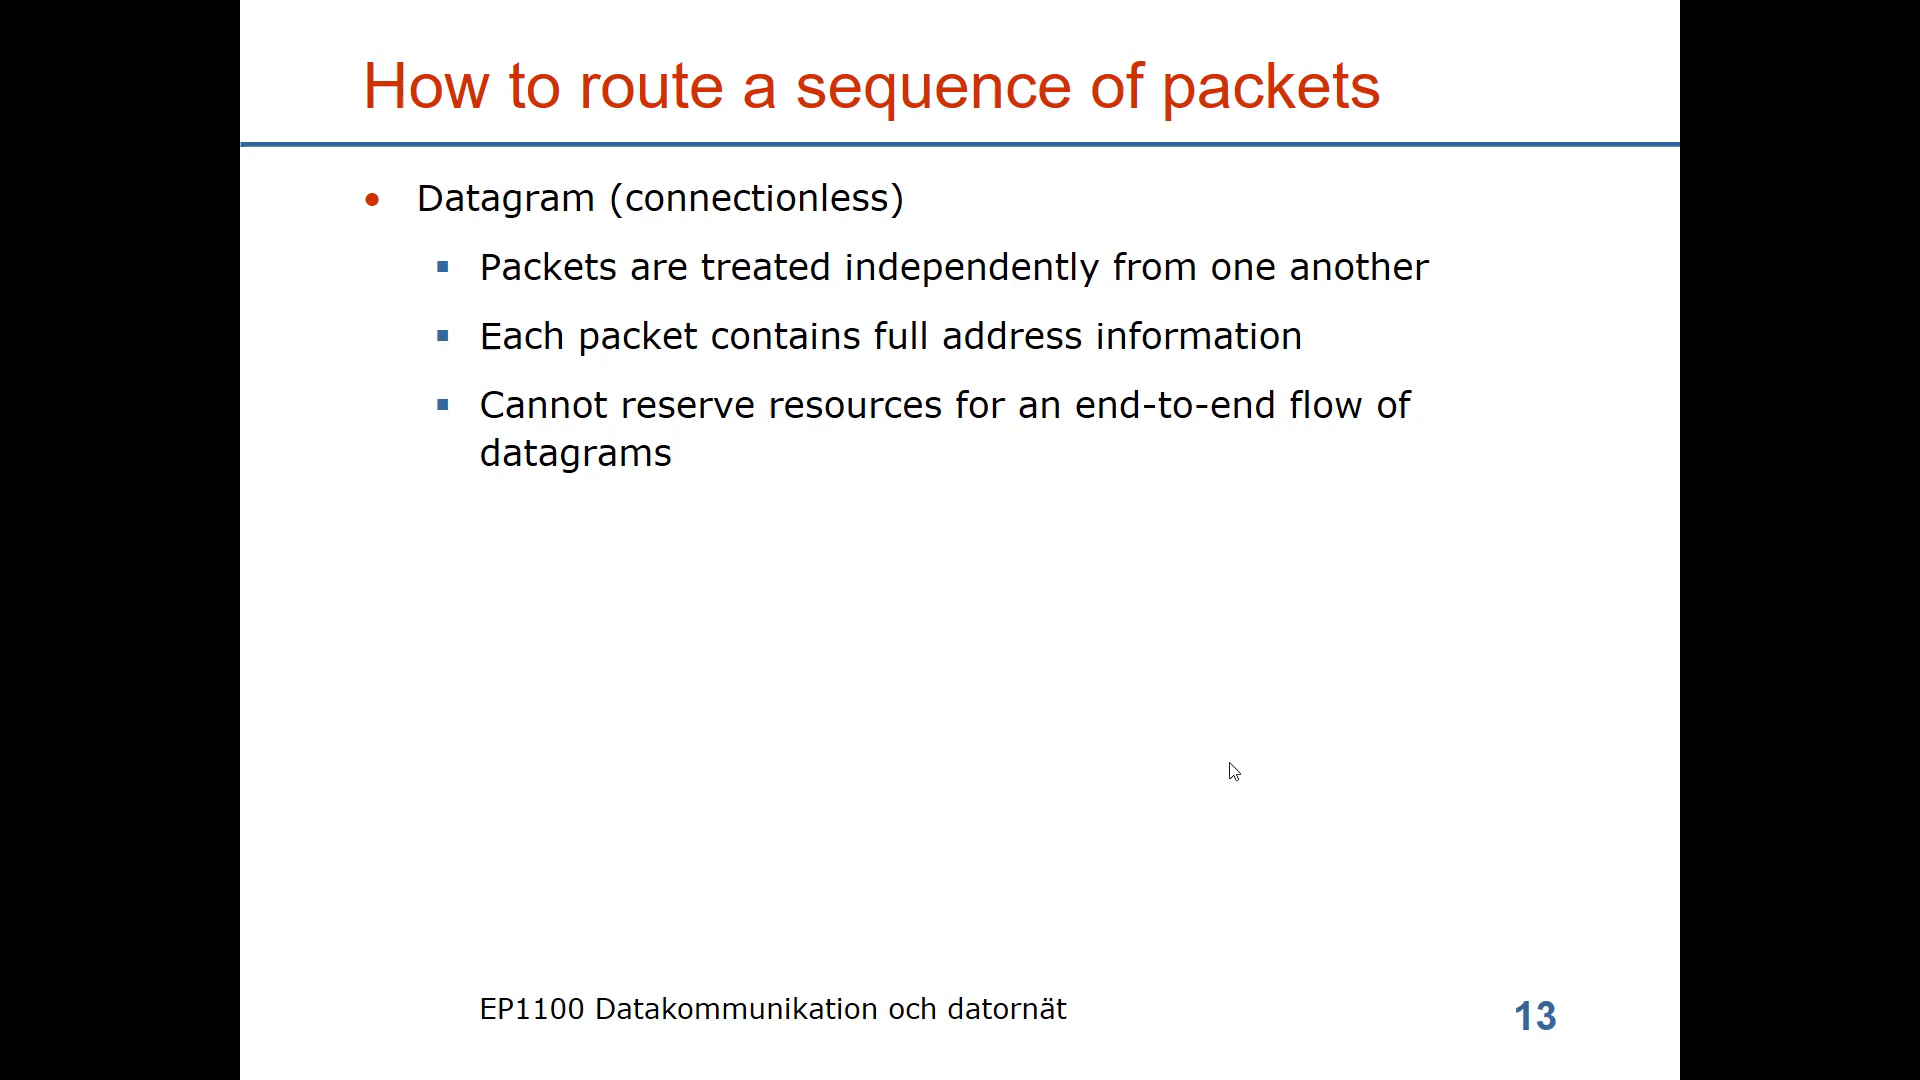 How to route a sequence of packets
Datagram (connectionless)
Packets are treated independently from one another
Each packet contains full address information
Cannot reserve resources for an end-to-end flow of
datagrams
EP1100 Datakommunikation och datornät
13